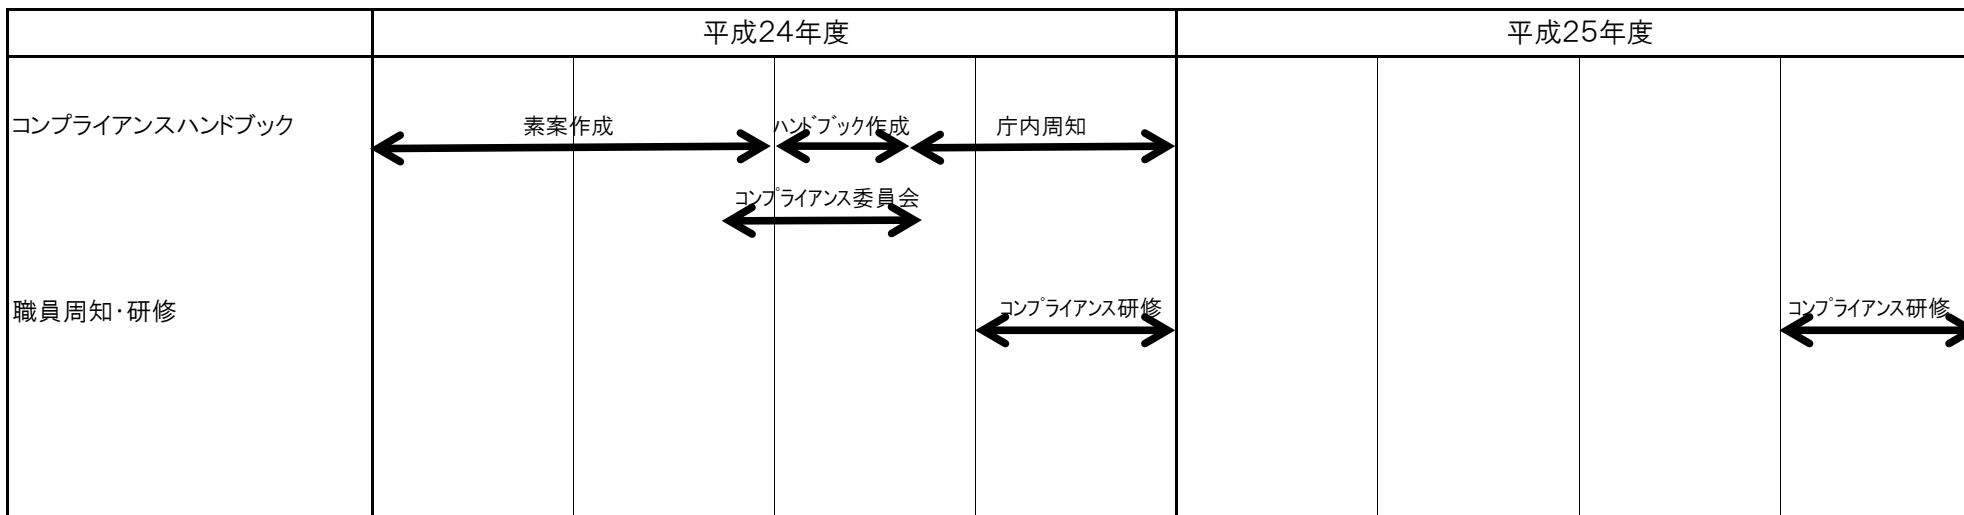 平成24年度
平成25年度
コンプライアンスハンドブック
素案作成
ﾊﾝﾄﾞﾌﾞｯｸ作成
庁内周知
ｺﾝﾌﾟﾗｲｱﾝｽ委員会
職員周知・研修
ｺﾝﾌﾟﾗｲｱﾝｽ研修
ｺﾝﾌﾟﾗｲｱﾝｽ研修